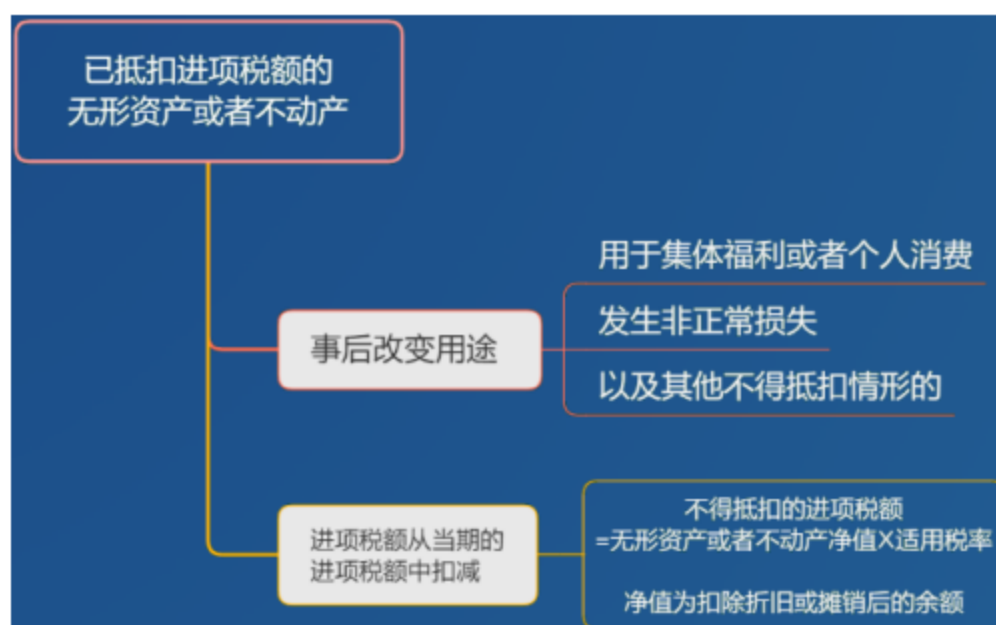 已抵扣进项税额的
无形资产或者不动产
用于集体福利或者个人消费
发生非正常损失
事后改变用途
以及其他不得抵扣情形的
不得抵扣的进项税额
=无形资产或者不动产净值X适用税率
进项税额从当期的
进项税额中扣减
净值为扣除折旧或摊销后的余额